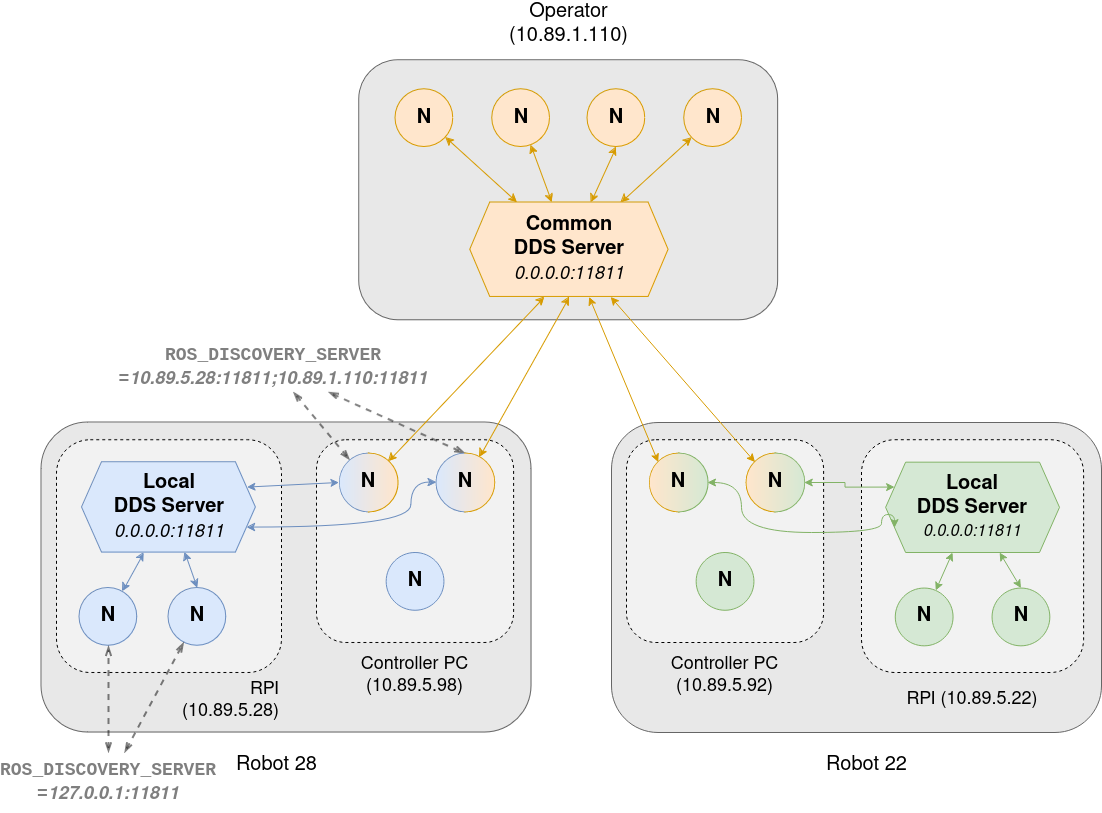 Operator
(10.89.1.110)
N
N
N
N
Common
DDS Server
0.0.0.0:11811
ROS_DISCOVERY_SERVER
=10.89.5.28:11811;10.89.1.110:11811
Local
DDS Server
0.0.0.0:11811
N
N
N
N
N
RPI
(10.89.5.28)
Controller PC
(10.89.5.98)
N
N
N
Local
DDS Server
0.0.0.0:11811
N
N
Controller PC
(10.89.5.92)
RPI (10.89.5.22)
ROS_DISCOVERY_SERVER
=127.0.0.1:11811
Robot 28
Robot 22